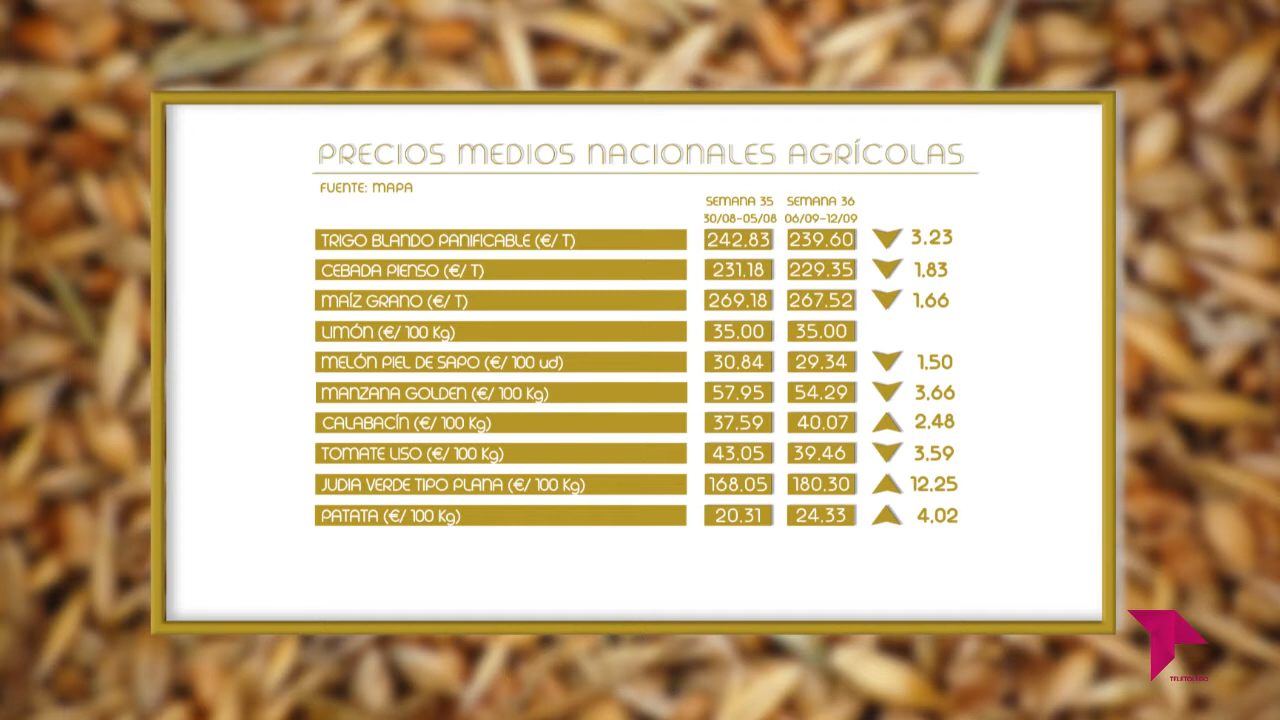 PRECIOS MEDIOS NACIONALES AGRÍCOLAS
FUENTE: MAPA
SEMANA 35 SEMANA 36
30/08-05/08 06/09-12/09
TRIGO BLANDO PANIFICABLE (€/ T) 242.83 239.60 3.23
CEBADA PIENSO (€/ T) 231.18 229.35 1.83
MAÍZ GRANO (€/ T) 269.18 267.52 1.66
LIMÓN (€/ 100 Kg) 35.00 35.00
MELÓN PIEL DE SAPO (€/ 100 ud) 30.84 29.34 1.50
MANZANA GOLDEN (€/ 100 Kg) 57.95 54.29 3.66
CALABACÍN (€/ 100 Kg) 37.59 40.07 2.48
TOMATE LISO (€/ 100 Kg) 43.05 39.46 3.59
JUDIA VERDE TIPO PLANA (€/ 100 Kg) 168.05 180.30 12.25
PATATA (€/ 100 Kg) 20.31 24.33 4.02
TELETOLEDO